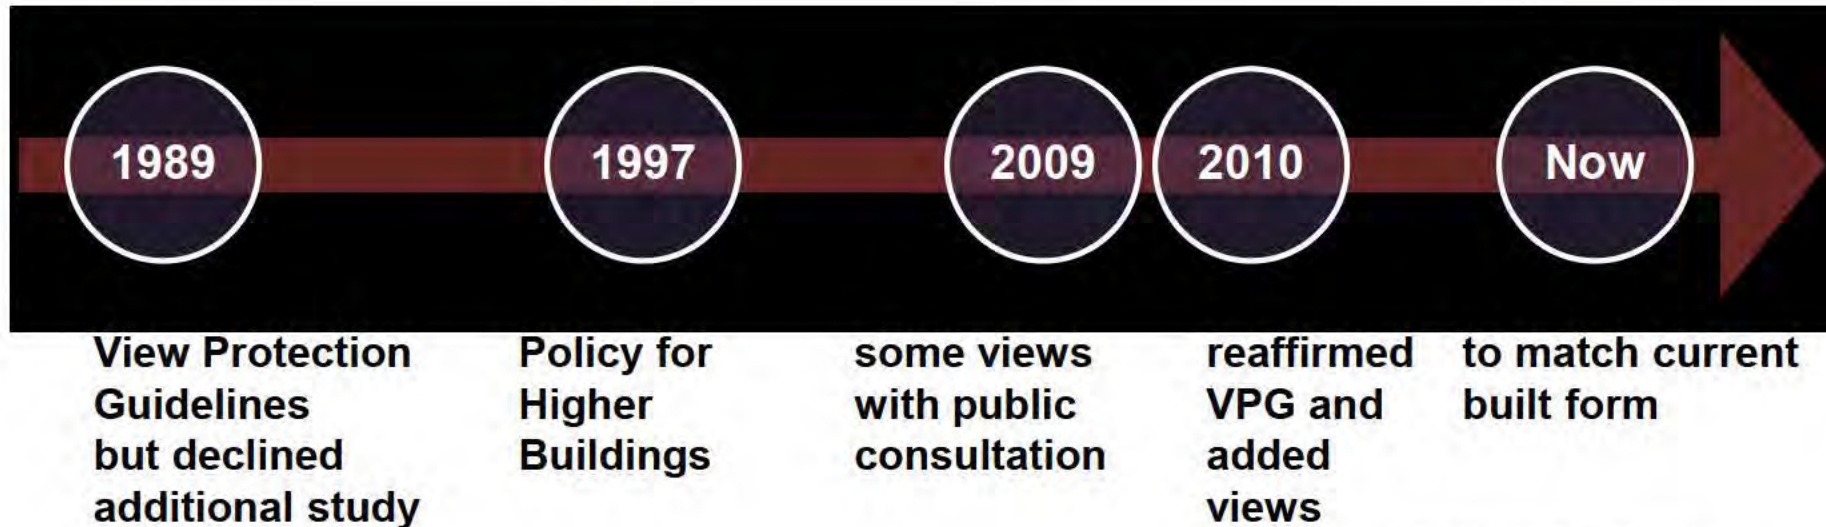 1989
1997
2009
2010
Now
View Protection
Guidelines
but declined
additional study
Policy for
Higher
Buildings
some views
with public
consultation
reaffirmed
VPG and
added
views
to match current
built form